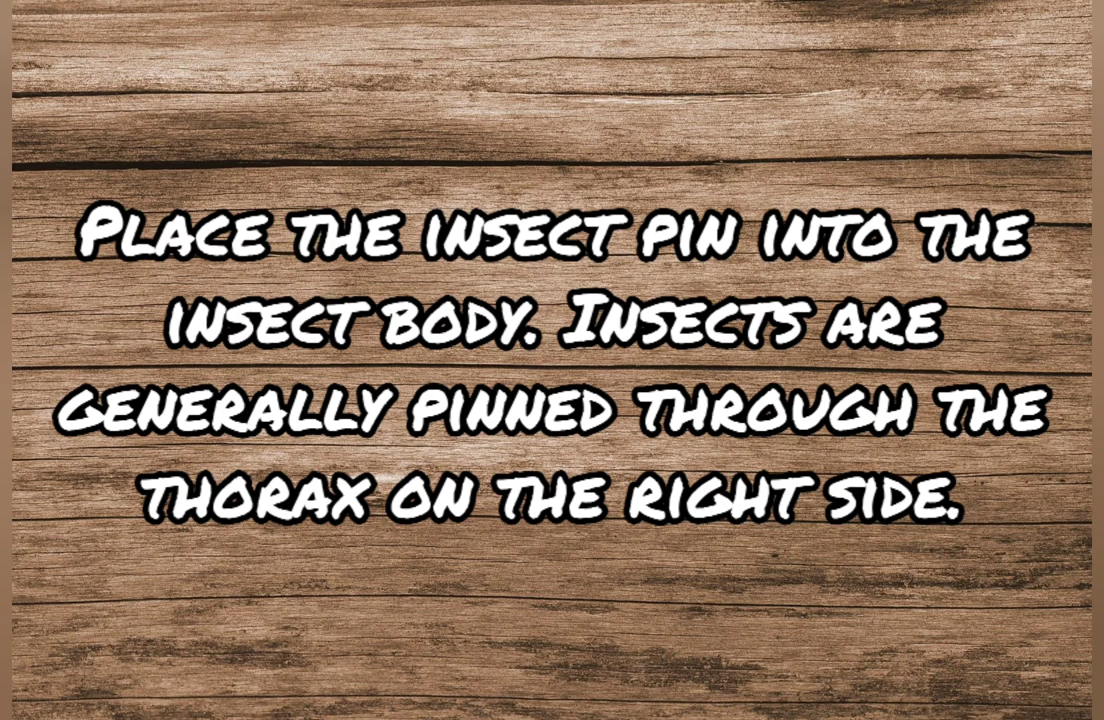 Place the insect pin into the
insect body. Insects are
generally pinned through the
thorax on the right side.